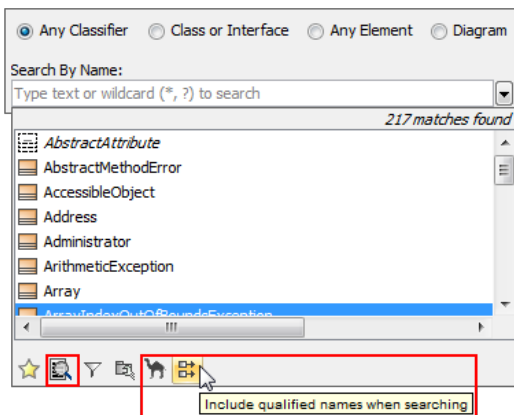 Any Classifier Class or Interface Any Element Diagram
Search By Name:
Type text or wildcard (*, ?) to search
217 matches found
AbstractAttribute
AbstractMethodError
AccessibleObject
Address
Administrator
ArithmeticException
Array
ArrayIndexOutOfBoundsException
Include qualified names when searching